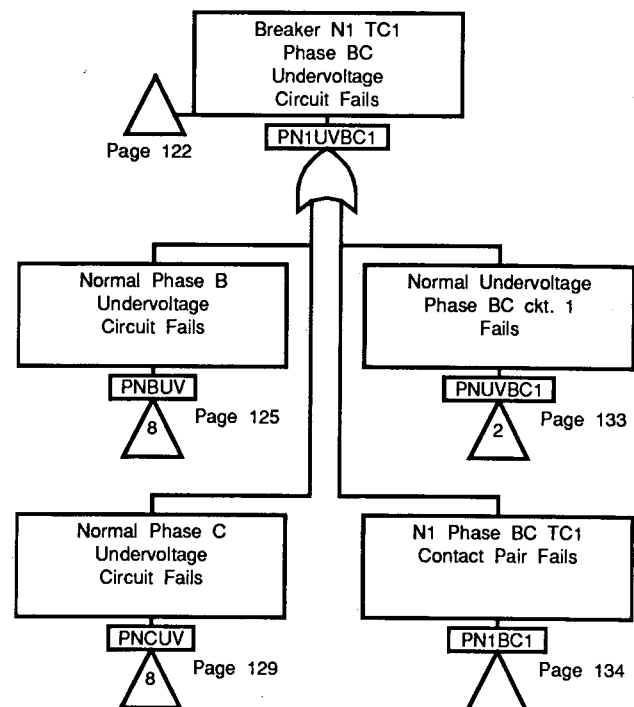 Breaker N1 TC1
Phase BC
Undervoltage
Circuit Fails
Page 122
PN1UVBC1
Normal Phase B
Undervoltage
Circuit Fails
PNBUV
8
Page 125
Normal Undervoltage
Phase BC ckt. 1
Fails
PNUVBC1
2
Page 133
Normal Phase C
Undervoltage
Circuit Fails
PNCUV
8
Page 129
N1 Phase BC TC1
Contact Pair Fails
PN1BC1
Page 134